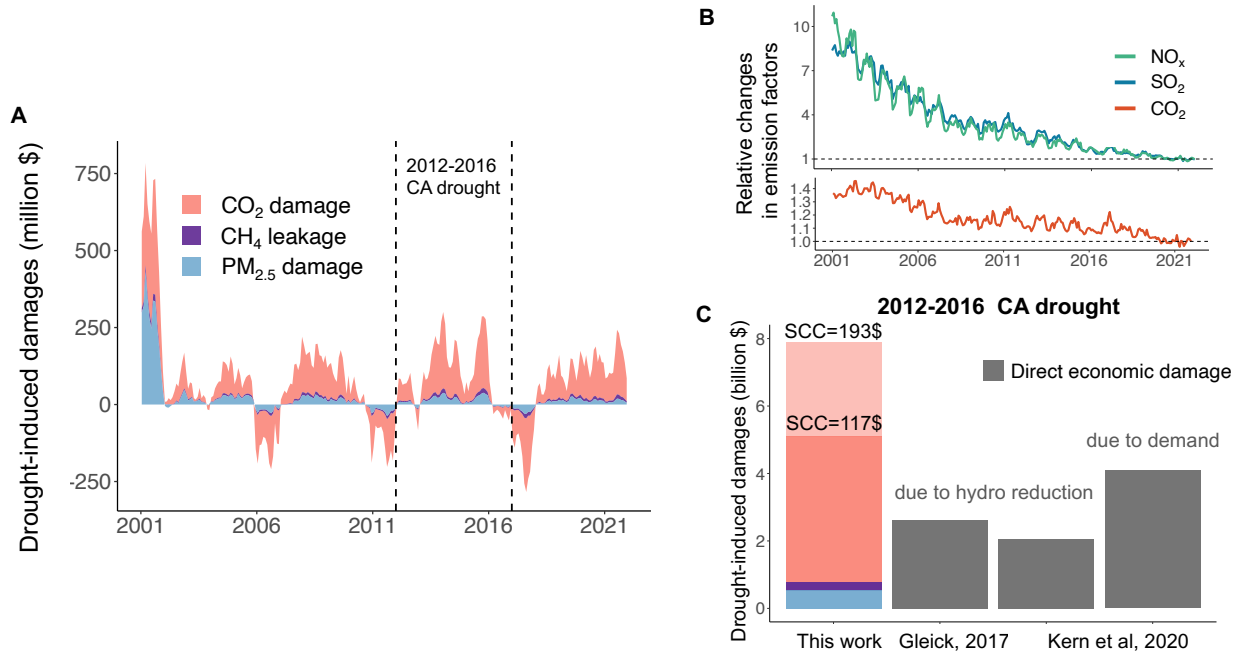 A
Drought-induced damages (million $)
750
500
250
0
-250
2001
2006
2011
2016
2021
2012-2016
CA drought
CO₂ damage
CH₄ leakage
PM₂.₅ damage
B
Relative changes
in emission factors
10
7
4
1
NOₓ
SO₂
CO₂
1.4
1.3
1.2
1.1
1.0
2001
2006
2011
2016
2021
C
2012-2016 CA drought
Drought-induced damages (billion $)
8
6
4
2
0
SCC=193$
SCC=117$
Direct economic damage
due to demand
due to hydro reduction
This work
Gleick, 2017
Kern et al, 2020